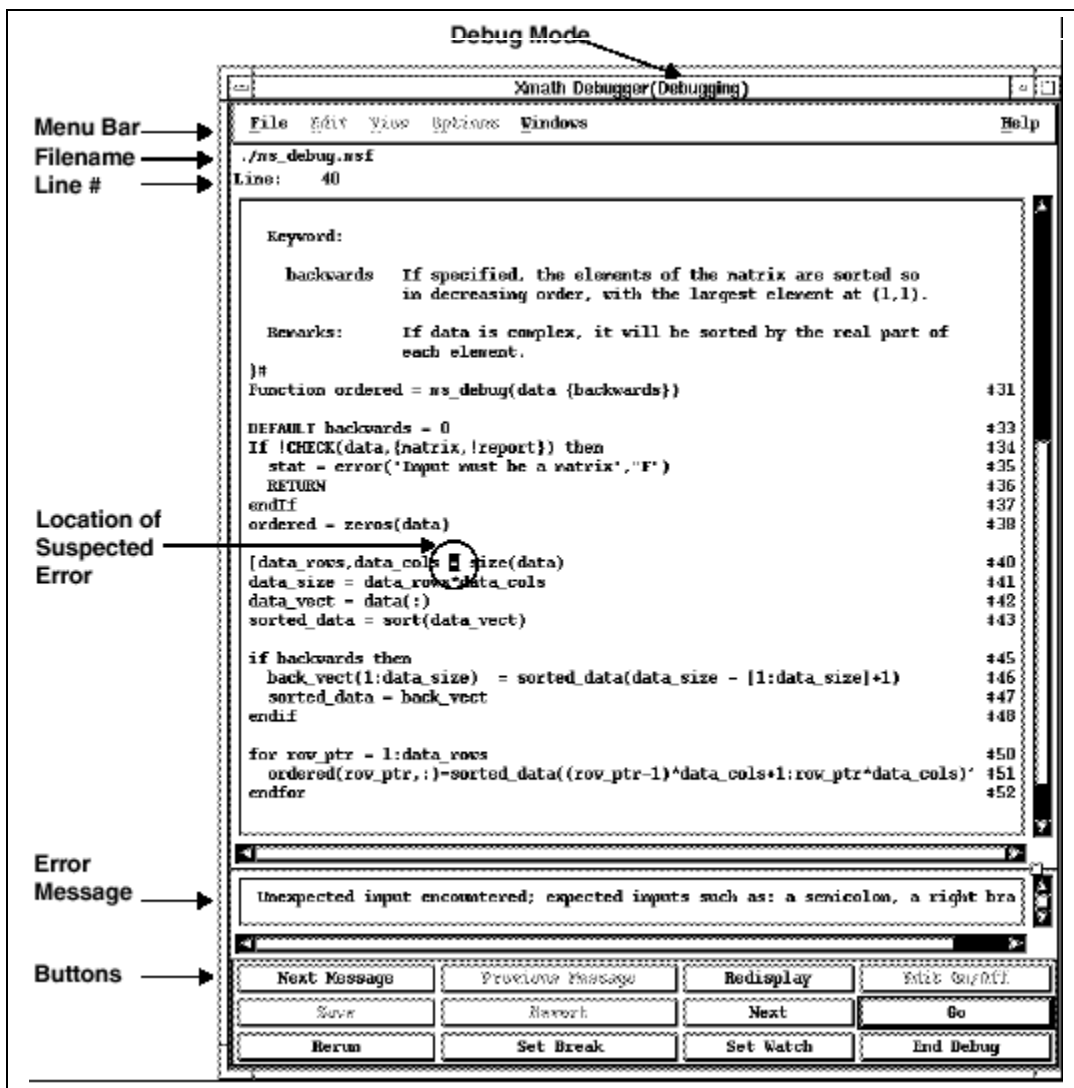 Debug Mode
Xmath Debugger(Debugging)
Menu Bar
File Edit View Options Windows Help
Filename
./ms_debug.msf
Line #
Line: 40
Keyword:
backwards If specified, the elements of the matrix are sorted so
in decreasing order, with the largest element at (1,1).
Remarks: If data is complex, it will be sorted by the real part of
each element.
}#
Function ordered = ms_debug(data {backwards}) #31
DEFAULT backwards = 0 #33
If !CHECK(data,{matrix,!report}) then #34
stat = error("Input must be a matrix","F") #35
RETURN #36
endIf #37
ordered = zeros(data) #38
Location of
Suspected
Error
[data_rows,data_cols = size(data) #40
data_size = data_rows*data_cols #41
data_vect = data(:) #42
sorted_data = sort(data_vect) #43
if backwards then #45
back_vect(1:data_size) = sorted_data(data_size - [1:data_size]+1) #46
sorted_data = back_vect #47
endif #48
for row_ptr = 1:data_rows #50
ordered(row_ptr,:)=sorted_data((row_ptr-1)*data_cols+1:row_ptr*data_cols)' #51
endfor #52
Error
Message
Unexpected input encountered; expected inputs such as: a semicolon, a right bra
Buttons
Next Message Previous Message Redisplay Edit On/Off
Save Revert Next Go
Rerun Set Break Set Watch End Debug